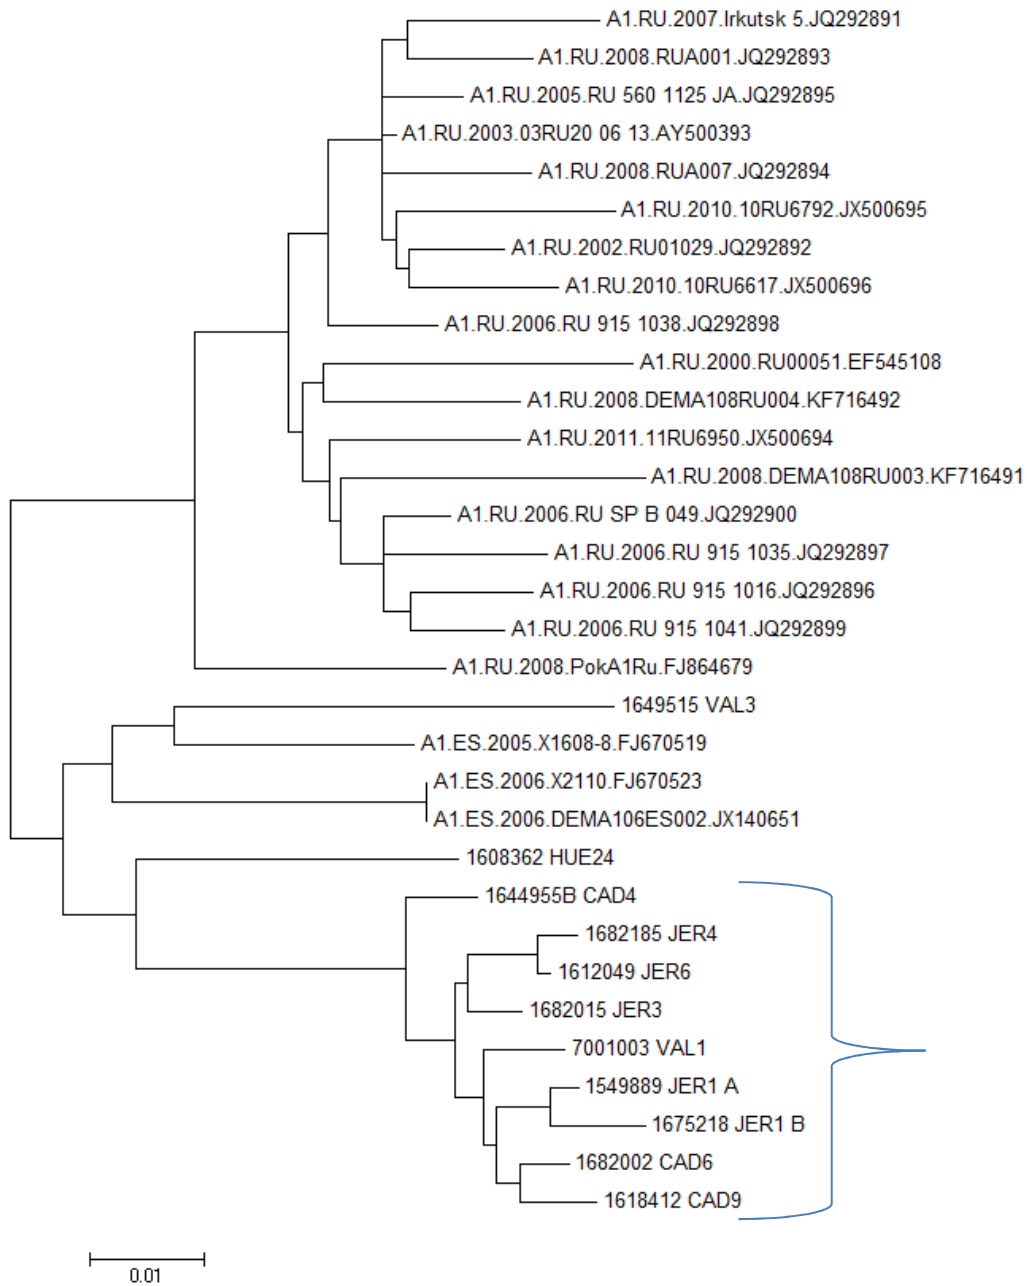 A1.RU.2007.Irkutsk 5.JQ292891
A1.RU.2008.RUA001.JQ292893
A1.RU.2005.RU 560 1125 JA.JQ292895
A1.RU.2003.03RU20 06 13.AY500393
A1.RU.2008.RUA007.JQ292894
A1.RU.2010.10RU6792.JX500695
A1.RU.2002.RU01029.JQ292892
A1.RU.2010.10RU6617.JX500696
A1.RU.2006.RU 915 1038.JQ292898
A1.RU.2000.RU00051.EF545108
A1.RU.2008.DEMA108RU004.KF716492
A1.RU.2011.11RU6950.JX500694
A1.RU.2008.DEMA108RU003.KF716491
A1.RU.2006.RU SP B 049.JQ292900
A1.RU.2006.RU 915 1035.JQ292897
A1.RU.2006.RU 915 1016.JQ292896
A1.RU.2006.RU 915 1041.JQ292899
A1.RU.2008.PokA1Ru.FJ864679
1649515 VAL3
A1.ES.2005.X1608-8.FJ670519
A1.ES.2006.X2110.FJ670523
A1.ES.2006.DEMA106ES002.JX140651
1608362 HUE24
1644955B CAD4
1682185 JER4
1612049 JER6
1682015 JER3
7001003 VAL1
1549889 JER1 A
1675218 JER1 B
1682002 CAD6
1618412 CAD9
0.01